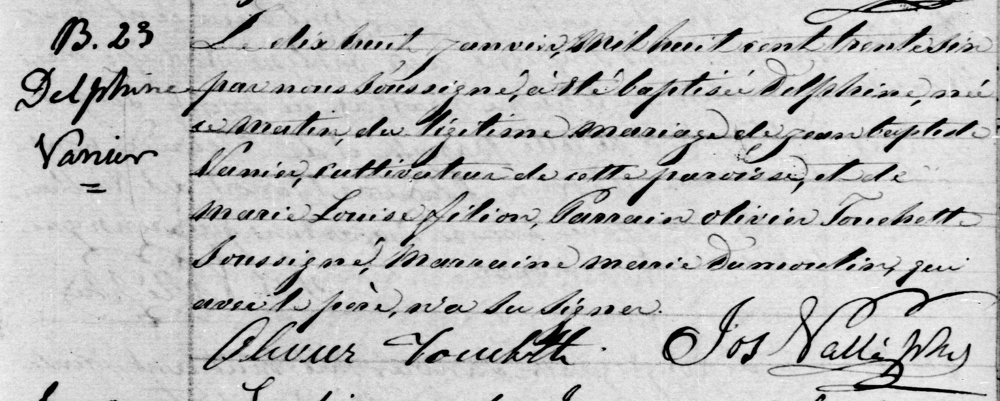 B. 23
Delphine
Vanier
Le dix huit janvier, Mil huit cent trente six
par nous soussigné, à été baptiseé Delphine, née
ce matin, du légitime mariage de jean baptiste
Vanier, cultivateur de cette paroisse, et de
Marie Louise filion, Parrain Olivier Touchette
Soussigné, Marraine marie Dumoulin, qui
avec le père, n'a su signer.
Olivier Touchette. Jos Vallé Ptre